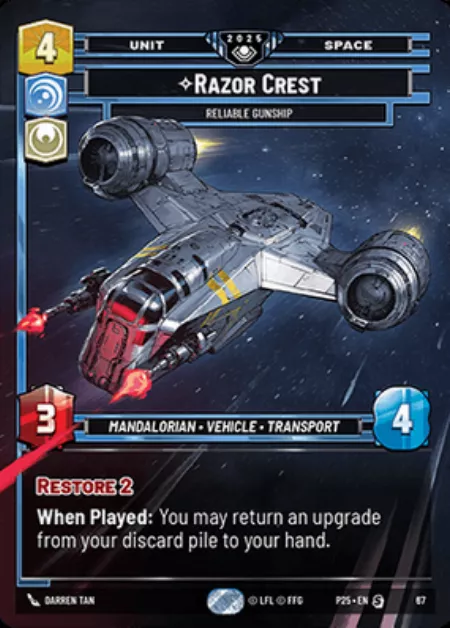 4
UNIT
2025
SPACE
✧RAZOR CREST
RELIABLE GUNSHIP
3
MANDALORIAN • VEHICLE • TRANSPORT
4
RESTORE 2
When Played: You may return an upgrade
from your discard pile to your hand.
DARREN TAN
© LFL © FFG
P25 • EN
S
67